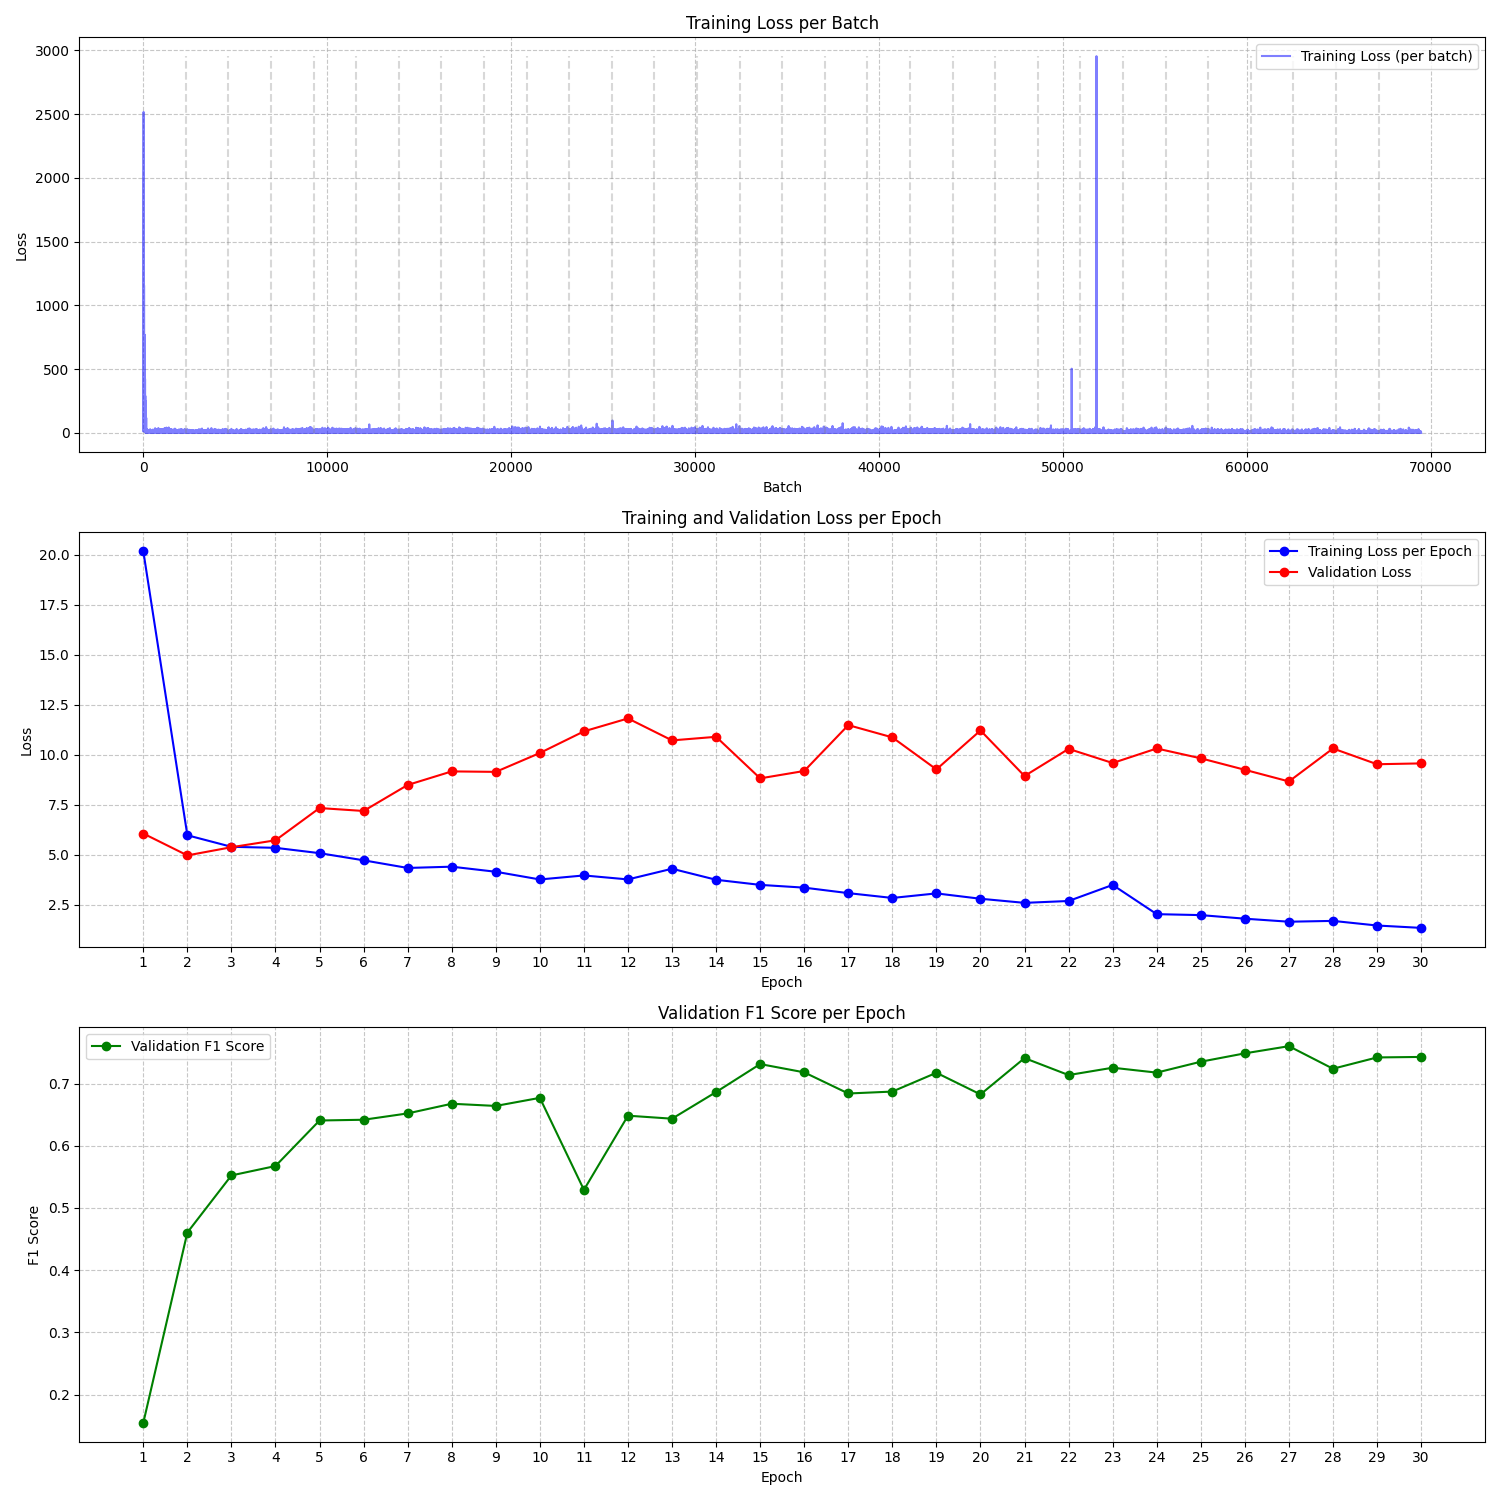 Training Loss per Batch
3000
2500
2000
1500
1000
500
0
Loss
Training Loss (per batch)
0 10000 20000 30000 40000 50000 60000 70000
Batch
Training and Validation Loss per Epoch
20.0
17.5
15.0
12.5
10.0
7.5
5.0
2.5
Loss
Training Loss per Epoch
Validation Loss
1 2 3 4 5 6 7 8 9 10 11 12 13 14 15 16 17 18 19 20 21 22 23 24 25 26 27 28 29 30
Epoch
Validation F1 Score per Epoch
Validation F1 Score
0.7
0.6
0.5
0.4
0.3
0.2
F1 Score
1 2 3 4 5 6 7 8 9 10 11 12 13 14 15 16 17 18 19 20 21 22 23 24 25 26 27 28 29 30
Epoch